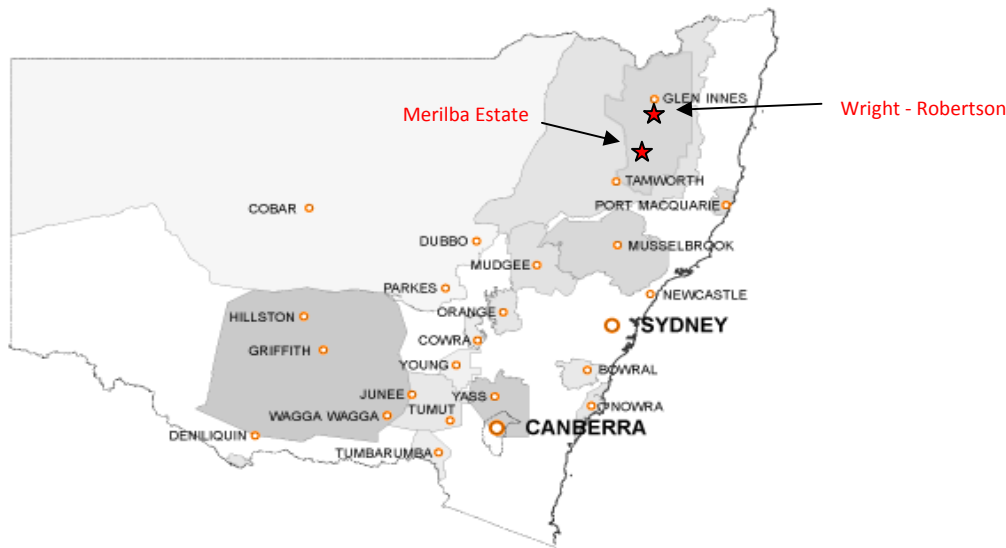 GLEN INNES
Merilba Estate
Wright - Robertson
TAMWORTH
PORT MACQUARIE
COBAR
DUBBO
MUSSELBROOK
MUDGEE
PARKES
NEWCASTLE
ORANGE
HILLSTON
SYDNEY
COWRA
GRIFFITH
YOUNG
BOWRAL
JUNEE
YASS
NOWRA
WAGGA WAGGA
TUMUT
CANBERRA
DENILIQUIN
TUMBARUMBA